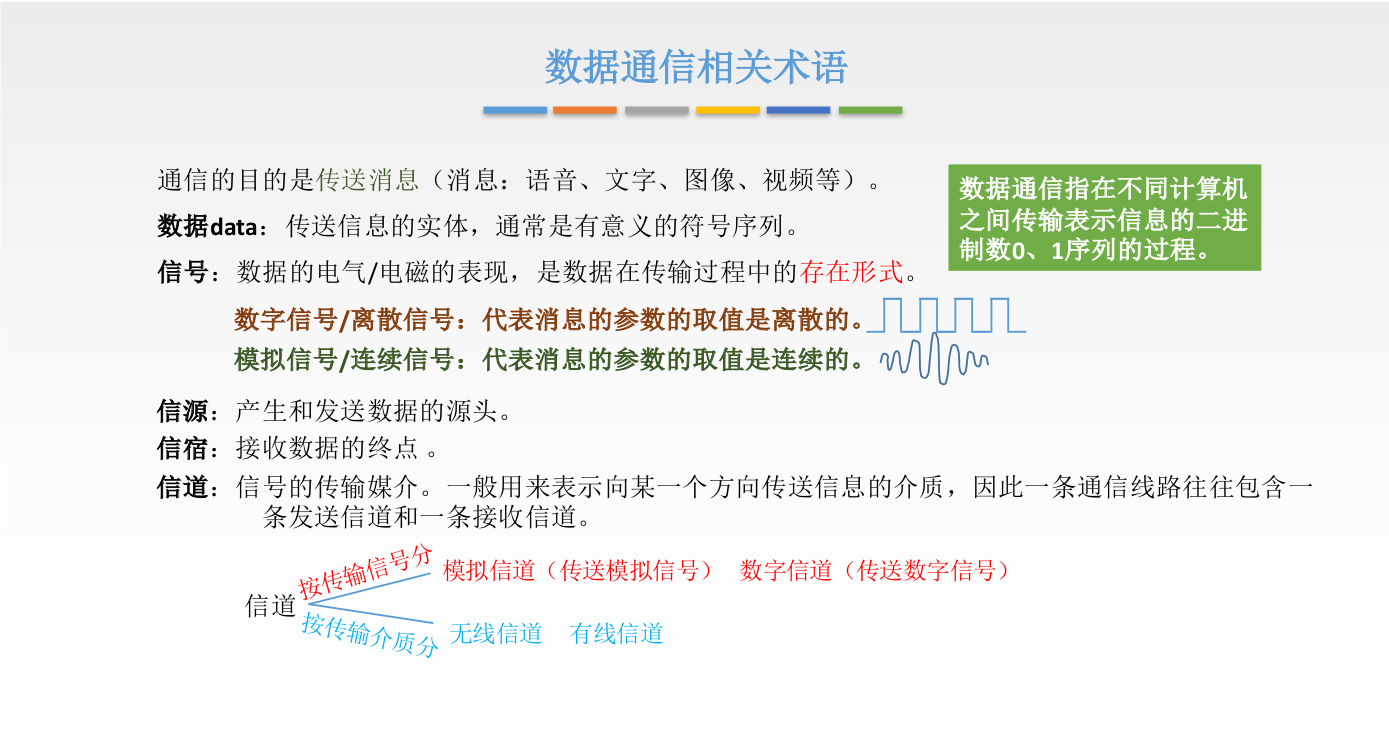 数据通信相关术语
通信的目的是传送消息（消息：语音、文字、图像、视频等）。
数据通信指在不同计算机
之间传输表示信息的二进
制数0、1序列的过程。
数据data：传送信息的实体，通常是有意义的符号序列。
信号：数据的电气/电磁的表现，是数据在传输过程中的存在形式。
数字信号/离散信号：代表消息的参数的取值是离散的。
模拟信号/连续信号：代表消息的参数的取值是连续的。
信源：产生和发送数据的源头。
信宿：接收数据的终点 。
信道：信号的传输媒介。一般用来表示向某一个方向传送信息的介质，因此一条通信线路往往包含一
条发送信道和一条接收信道。
信道
按传输信号分
模拟信道（传送模拟信号） 数字信道（传送数字信号）
按传输介质分
无线信道 有线信道